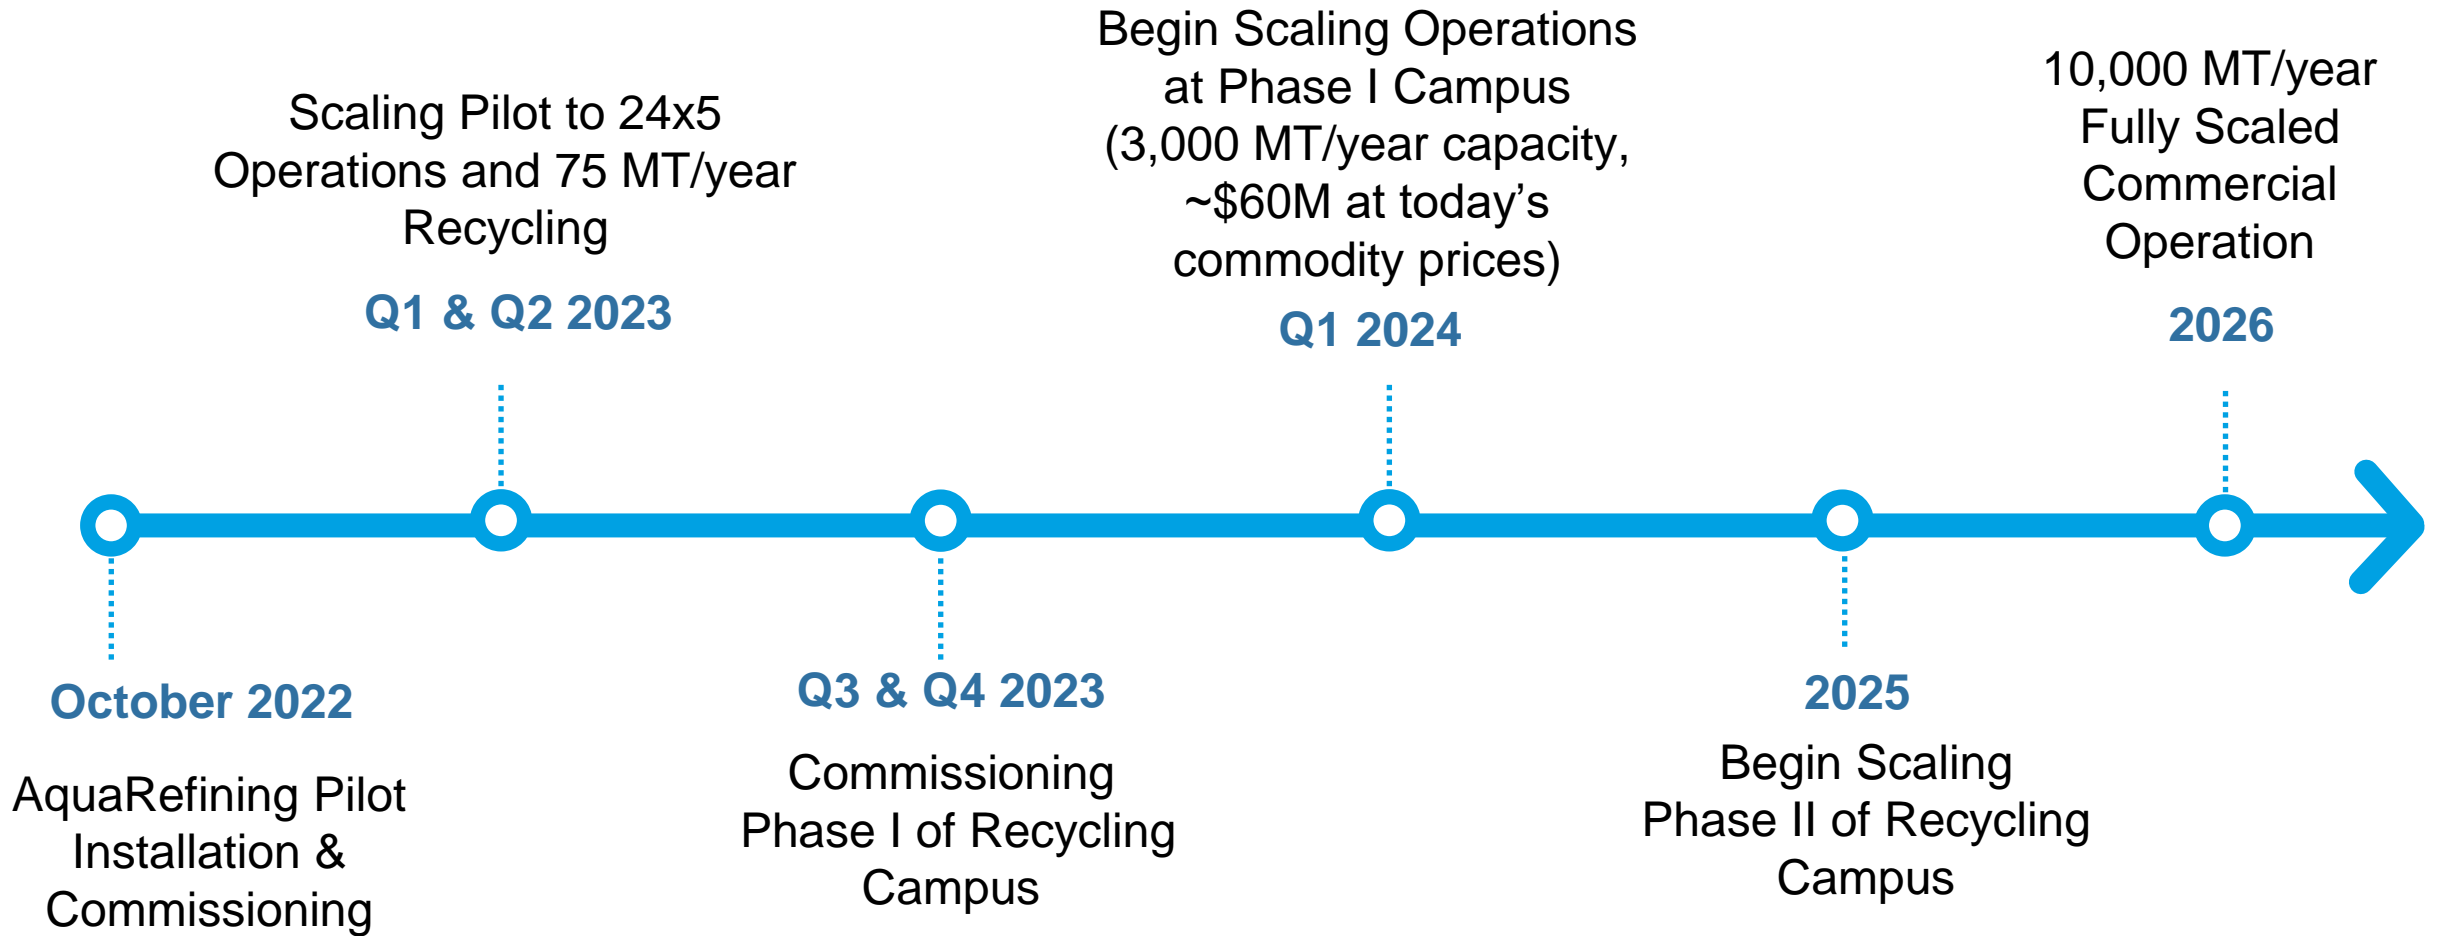 October 2022
AquaRefining Pilot
Installation &
Commissioning
Scaling Pilot to 24x5
Operations and 75 MT/year
Recycling
Q1 & Q2 2023
Q3 & Q4 2023
Commissioning
Phase I of Recycling
Campus
Begin Scaling Operations
at Phase I Campus
(3,000 MT/year capacity,
~$60M at today’s
commodity prices)
Q1 2024
2025
Begin Scaling
Phase II of Recycling
Campus
10,000 MT/year
Fully Scaled
Commercial
Operation
2026